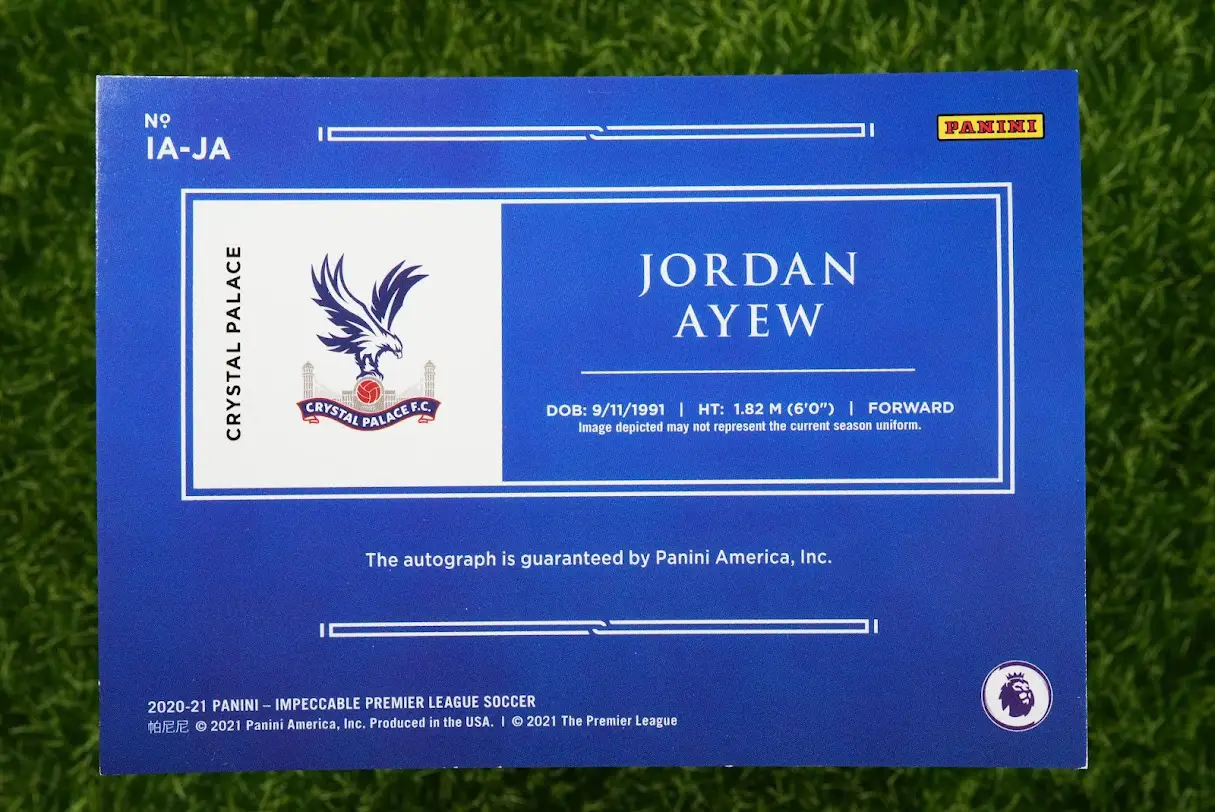 Nº
IA-JA
PANINI
CRYSTAL PALACE
CRYSTAL PALACE F.C.
JORDAN
AYEW
DOB: 9/11/1991 | HT: 1.82 M (6'0") | FORWARD
Image depicted may not represent the current season uniform.
The autograph is guaranteed by Panini America, Inc.
2020-21 PANINI – IMPECCABLE PREMIER LEAGUE SOCCER
帕尼尼 © 2021 Panini America, Inc. Produced in the USA. | © 2021 The Premier League